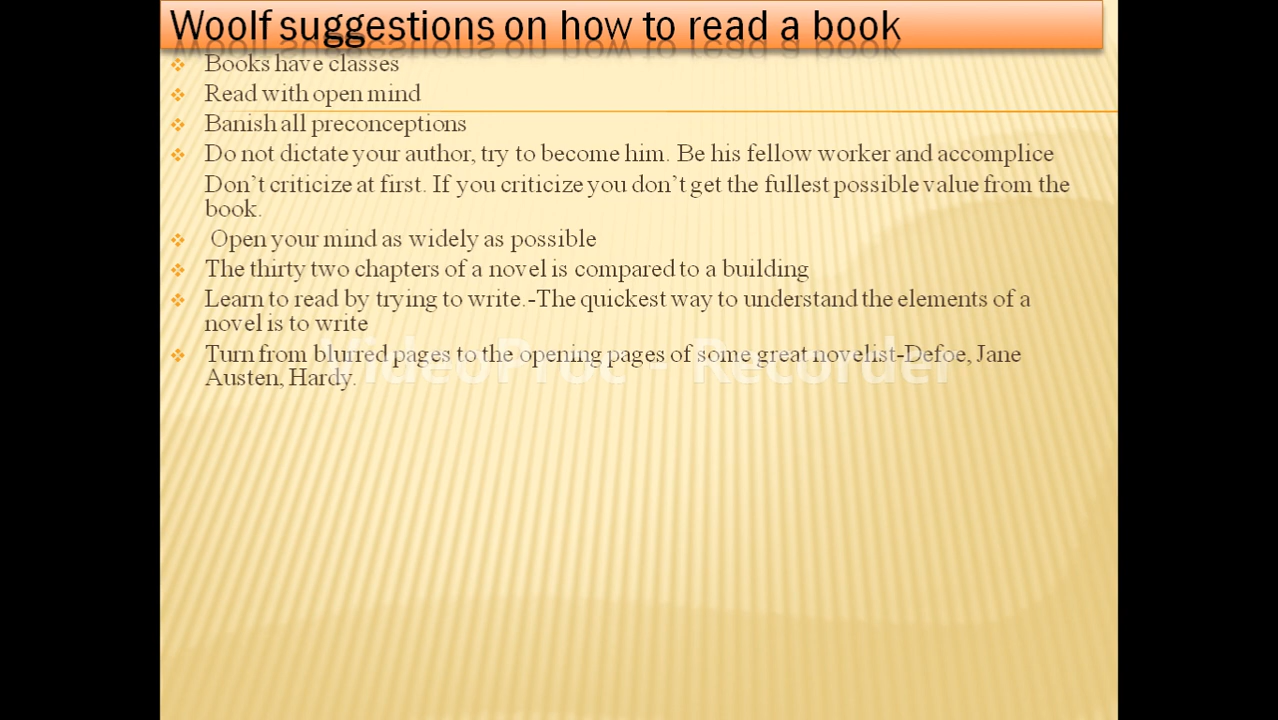 Woolf suggestions on how to read a book
Books have classes
Read with open mind
Banish all preconceptions
Do not dictate your author, try to become him. Be his fellow worker and accomplice
Don't criticize at first. If you criticize you don't get the fullest possible value from the
book.
Open your mind as widely as possible
The thirty two chapters of a novel is compared to a building
Learn to read by trying to write.-The quickest way to understand the elements of a
novel is to write
Turn from blurred pages to the opening pages of some great novelist-Defoe, Jane
Austen, Hardy.
VideoProc - Recorder